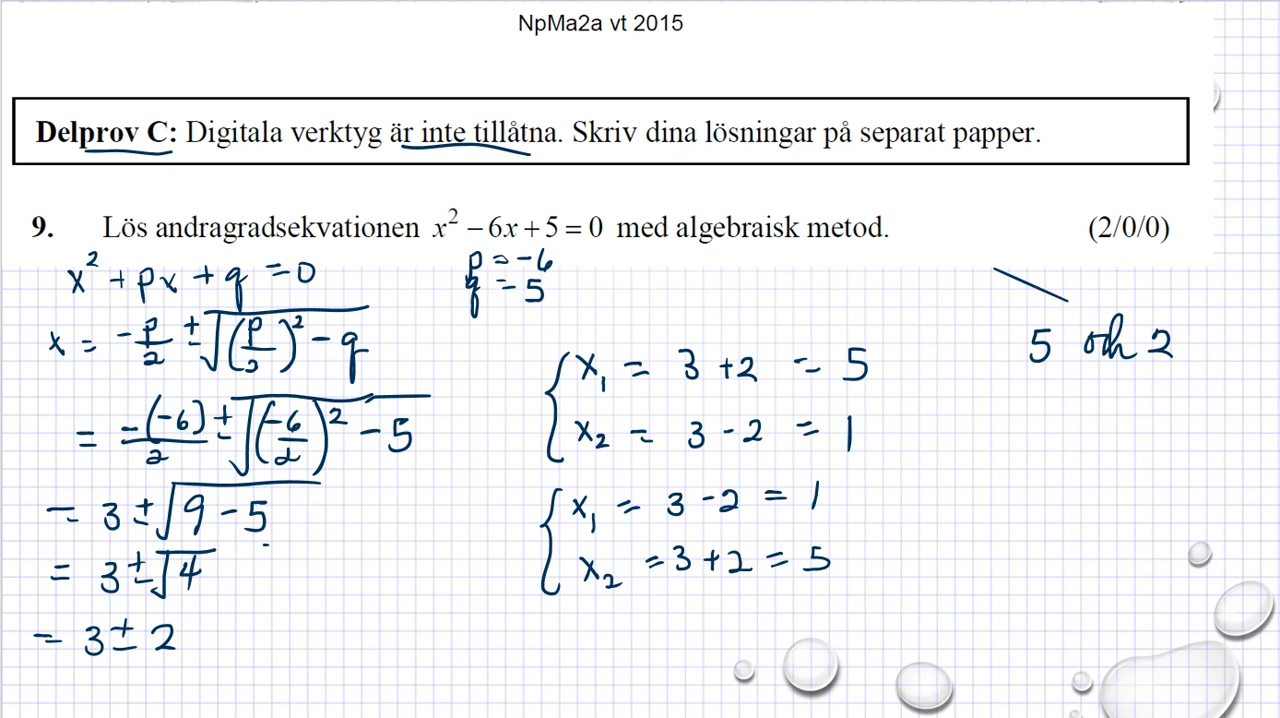 NpMa2a vt 2015
Delprov C: Digitala verktyg är inte tillåtna. Skriv dina lösningar på separat papper.
9. Lös andragradsekvationen x² − 6x + 5 = 0 med algebraisk metod. (2/0/0)
x² + px + q = 0
p = -6
q = 5
x = -p/2 ± √((p/2)² - q)
= -(-6)/2 ± √((-6/2)² - 5)
= 3 ± √(9 - 5)
= 3 ± √4
= 3 ± 2
x₁ = 3 + 2 = 5
x₂ = 3 - 2 = 1
x₁ = 3 - 2 = 1
x₂ = 3 + 2 = 5
5 och 2